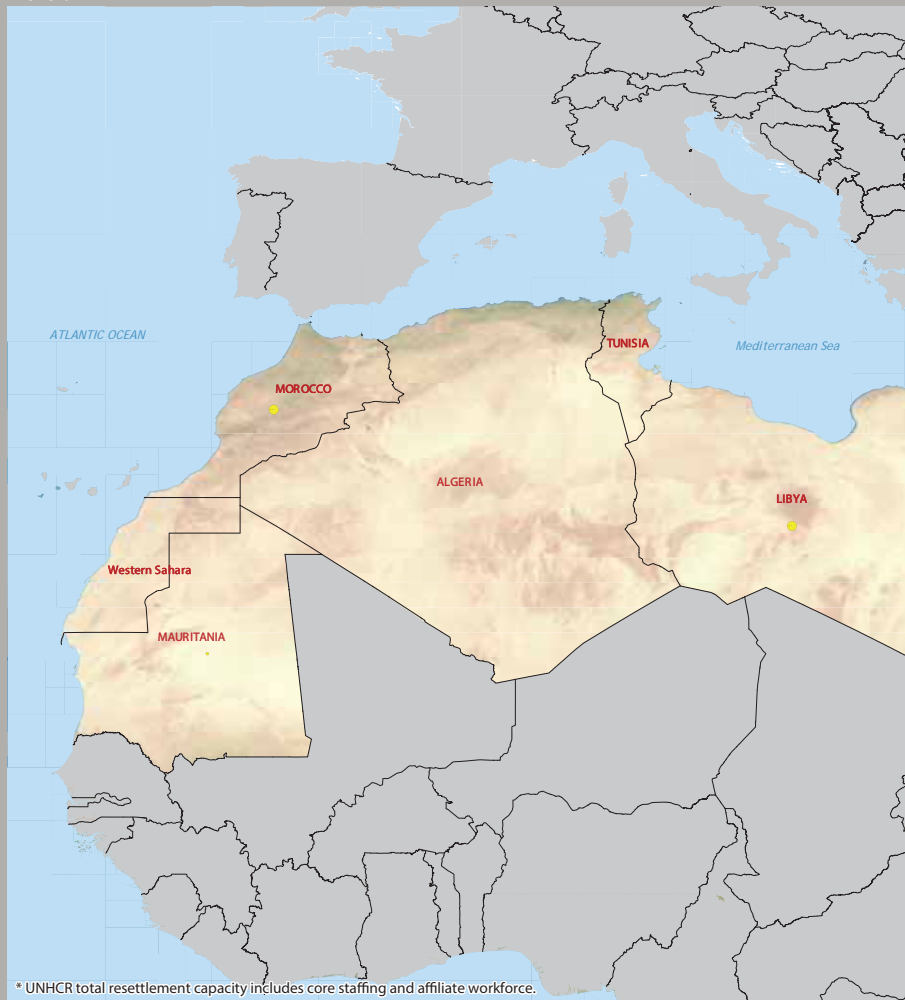 ATLANTIC OCEAN
TUNISIA
Mediterranean Sea
MOROCCO
ALGERIA
LIBYA
Western Sahara
MAURITANIA
* UNHCR total resettlement capacity includes core staffing and affiliate workforce.